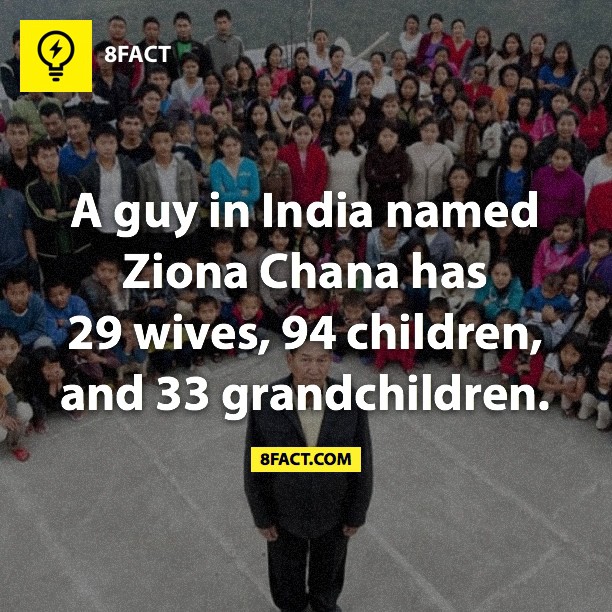 8FACT
A guy in India named
Ziona Chana has
29 wives, 94 children,
and 33 grandchildren.
8FACT.COM